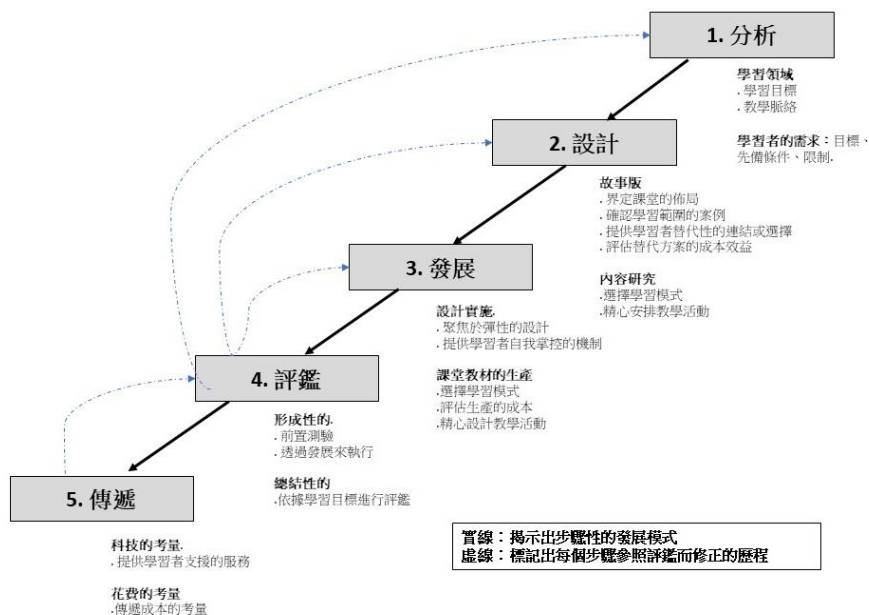 1. 分析
學習領域
. 學習目標
. 教學脈絡
學習者的需求：目標、
先備條件、限制.
2. 設計
故事版
. 界定課堂的佈局
. 確認學習範圍的案例
. 提供學習者替代性的連結或選擇
. 評估替代方案的成本效益
內容研究
.選擇學習模式
.精心安排教學活動
3. 發展
設計實施.
. 聚焦於彈性的設計
. 提供學習者自我掌控的機制
課堂教材的生產
.選擇學習模式
.評估生產的成本
.精心設計教學活動
4. 評鑑
形成性的.
. 前置測驗
. 透過發展來執行
總結性的
.依據學習目標進行評鑑
5. 傳遞
科技的考量.
. 提供學習者支援的服務
花費的考量
.傳遞成本的考量
實線：揭示出步驟性的發展模式
虛線：標記出每個步驟參照評鑑而修正的歷程